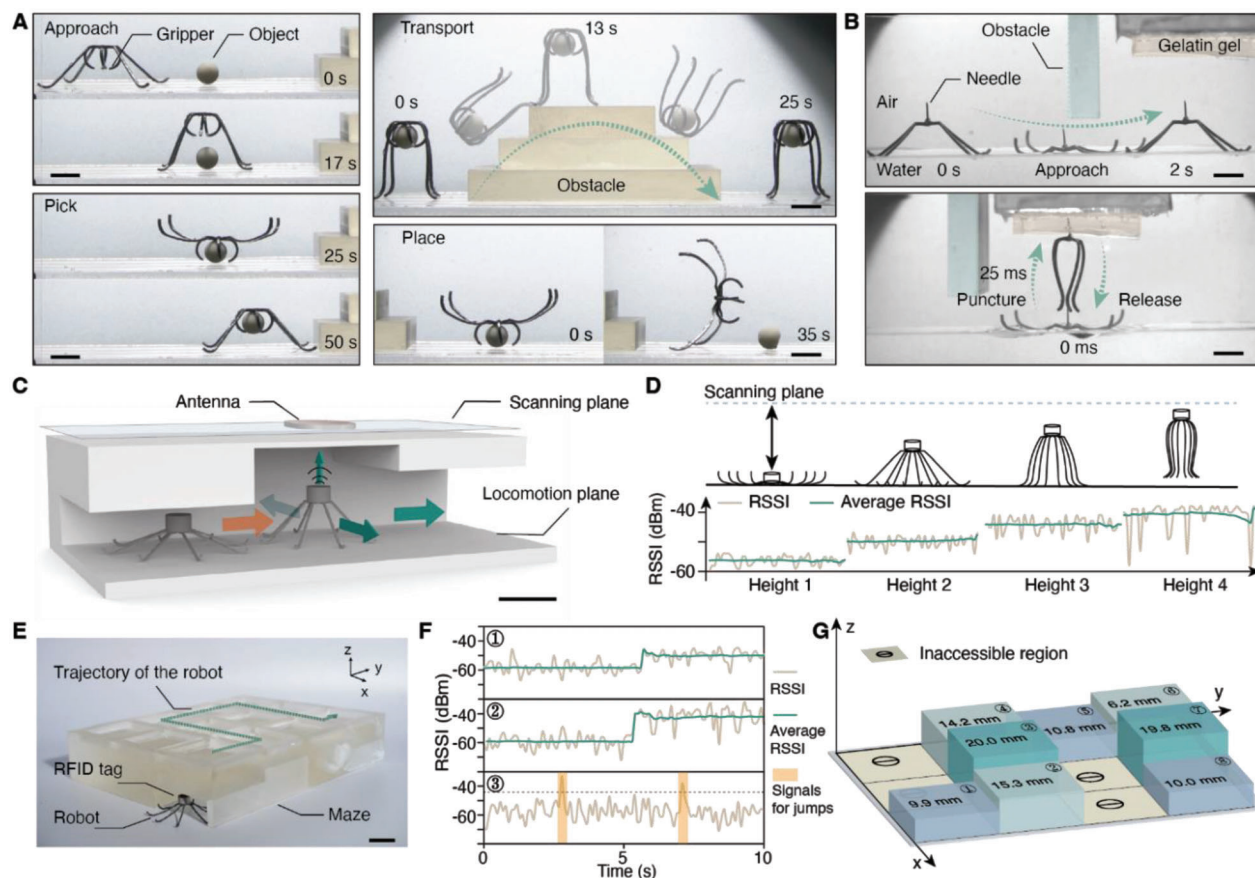 A
Approach
Gripper
Object
0 s
17 s
Pick
25 s
50 s
Transport
13 s
0 s
25 s
Obstacle
Place
0 s
35 s
B
Obstacle
Gelatin gel
Needle
Air
Water
0 s
Approach
2 s
25 ms
Puncture
Release
0 ms
C
Antenna
Scanning plane
Locomotion plane
D
Scanning plane
RSSI
Average RSSI
RSSI (dBm)
-40
-60
Height 1
Height 2
Height 3
Height 4
E
Trajectory of the robot
z
y
x
RFID tag
Robot
Maze
F
①
-40
-60
②
-40
-60
③
-40
-60
RSSI (dBm)
0
5
10
Time (s)
RSSI
Average
RSSI
Signals
for jumps
G
z
Inaccessible region
y
x
9.9 mm ①
15.3 mm ②
20.0 mm ③
14.2 mm ④
10.8 mm ⑤
6.2 mm ⑥
19.8 mm ⑦
10.0 mm ⑧